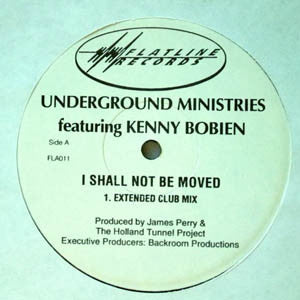 FLATLINE
RECORDS
UNDERGROUND MINISTRIES
featuring KENNY BOBIEN
Side A
FLA011
I SHALL NOT BE MOVED
1. EXTENDED CLUB MIX
Produced by James Perry &
The Holland Tunnel Project
Executive Producers: Backroom Productions